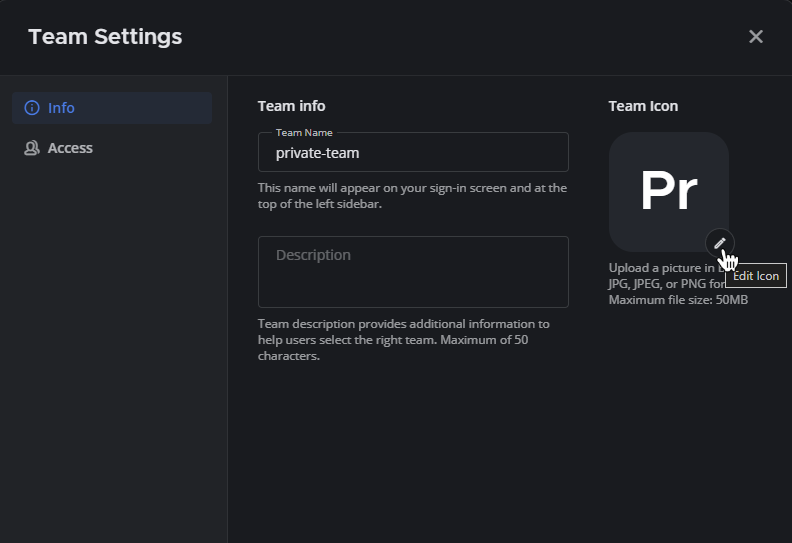 Team Settings
Info
Access
Team info
Team Name
private-team
This name will appear on your sign-in screen and at the
top of the left sidebar.
Description
Team description provides additional information to
help users select the right team. Maximum of 50
characters.
Team Icon
Pr
Edit Icon
Upload a picture in
JPG, JPEG, or PNG
Maximum file size: 50MB